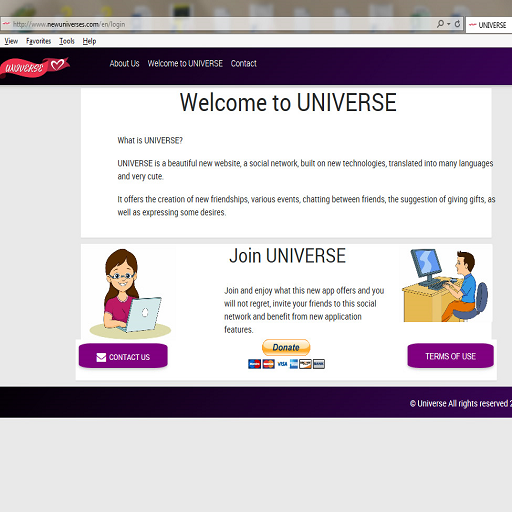 http://www.newuniverses.com/en/login
UNIVERSE
View Favorites Tools Help
UNIVERSE
About Us Welcome to UNIVERSE Contact
Welcome to UNIVERSE
What is UNIVERSE?
UNIVERSE is a beautiful new website, a social network, built on new technologies, translated into many languages
and very cute.
It offers the creation of new friendships, various events, chatting between friends, the suggestion of giving gifts, as
well as expressing some desires.
Join UNIVERSE
Join and enjoy what this new app offers and you
will not regret, invite your friends to this social
network and benefit from new application
features.
Donate
VISA
CONTACT US
TERMS OF USE
© Universe All rights reserved 2